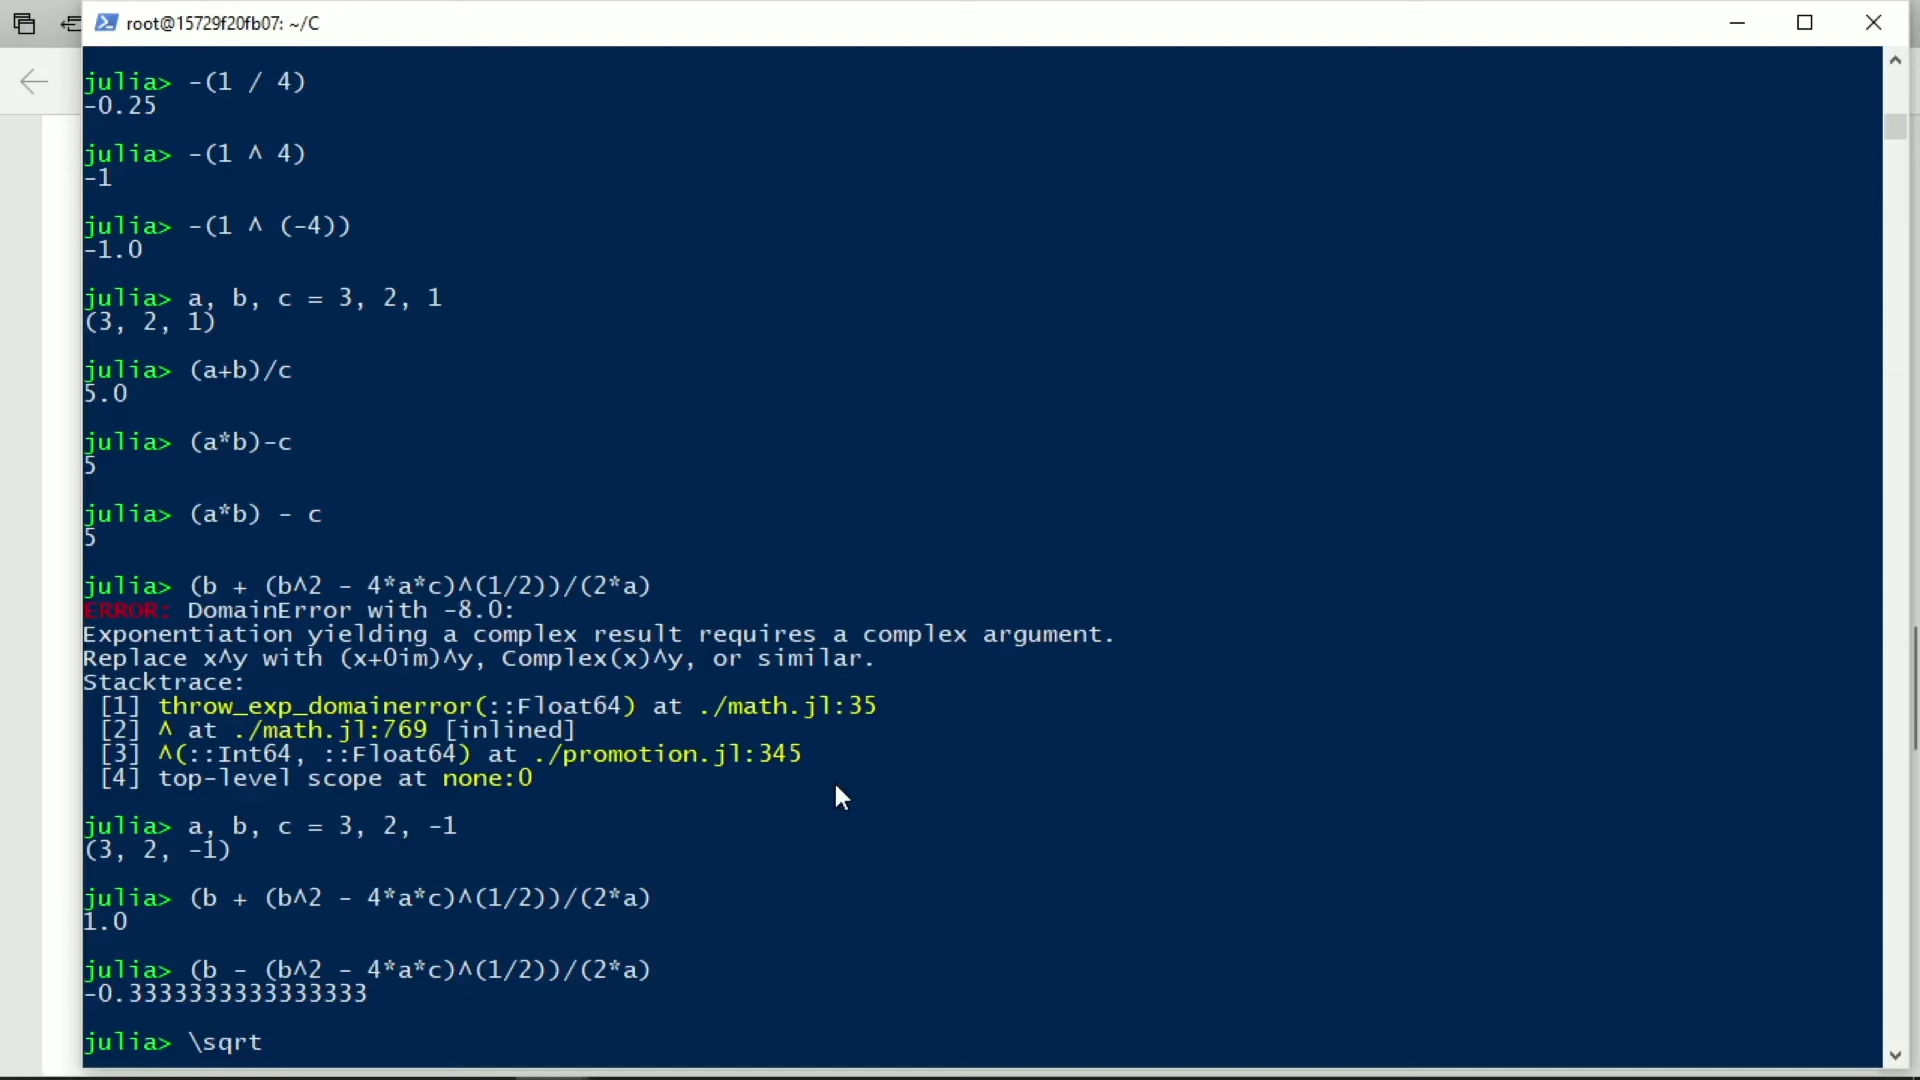 root@15729f20fb07: ~/C
julia> -(1 / 4)
-0.25
julia> -(1 ^ 4)
-1
julia> -(1 ^ (-4))
-1.0
julia> a, b, c = 3, 2, 1
(3, 2, 1)
julia> (a+b)/c
5.0
julia> (a*b)-c
5
julia> (a*b) - c
5
julia> (b + (b^2 - 4*a*c)^(1/2))/(2*a)
ERROR: DomainError with -8.0:
Exponentiation yielding a complex result requires a complex argument.
Replace x^y with (x+0im)^y, Complex(x)^y, or similar.
Stacktrace:
[1] throw_exp_domainerror(::Float64) at ./math.jl:35
[2] ^ at ./math.jl:769 [inlined]
[3] ^(::Int64, ::Float64) at ./promotion.jl:345
[4] top-level scope at none:0
julia> a, b, c = 3, 2, -1
(3, 2, -1)
julia> (b + (b^2 - 4*a*c)^(1/2))/(2*a)
1.0
julia> (b - (b^2 - 4*a*c)^(1/2))/(2*a)
-0.3333333333333333
julia> \sqrt